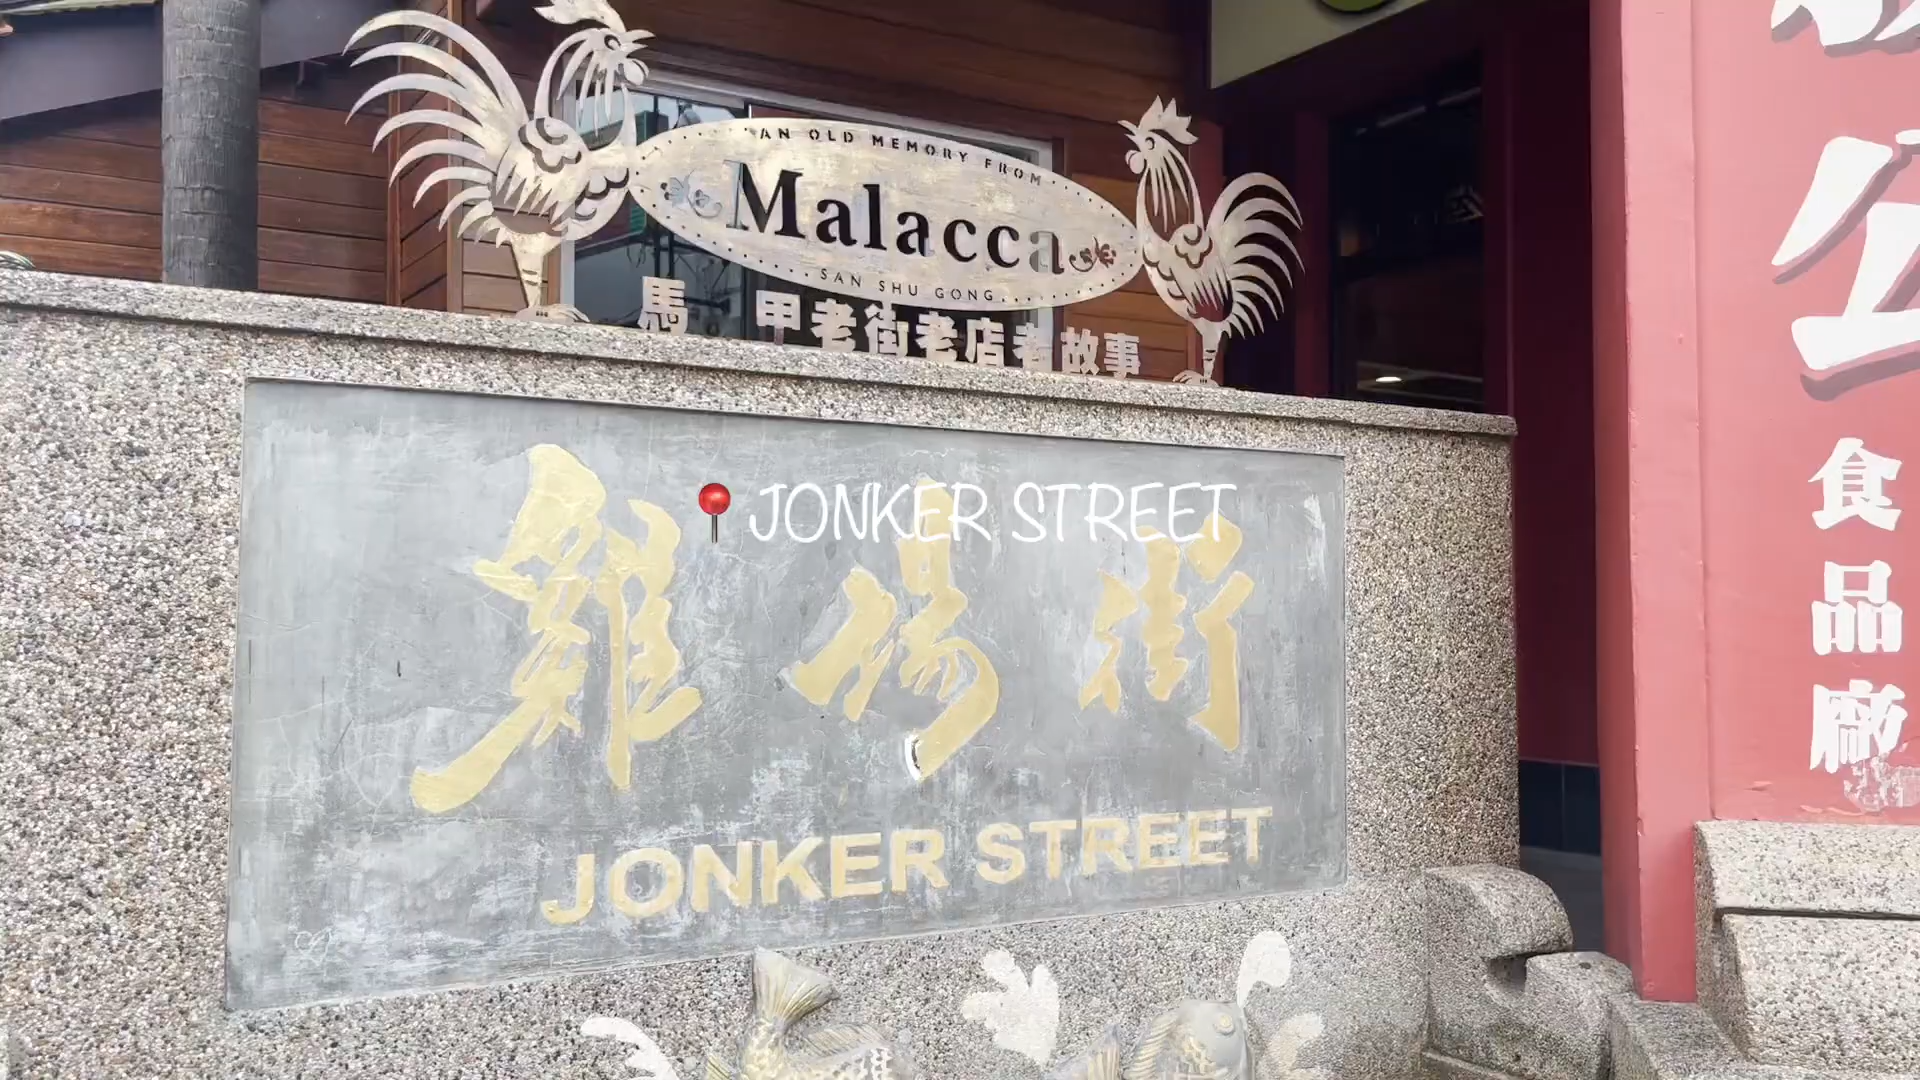 AN OLD MEMORY FROM
Malacca
SAN SHU GONG
馬 甲老街老店老故事
📍JONKER STREET
雞場街
JONKER STREET
公
食
品
廠